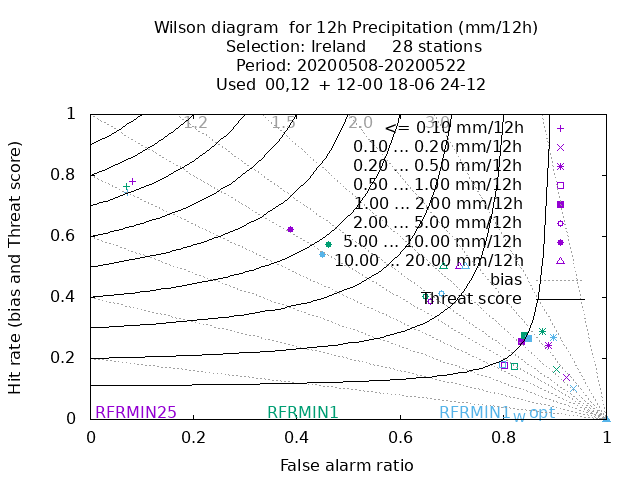 Wilson diagram  for 12h Precipitation (mm/12h)
Selection: Ireland     28 stations
Period: 20200508-20200522
Used  00,12  + 12-00 18-06 24-12
Hit rate (bias and Threat score)
1
0.8
0.6
0.4
0.2
0
1.2 1.5 2.0 3.0
<= 0.10 mm/12h
0.10 ... 0.20 mm/12h
0.20 ... 0.50 mm/12h
0.50 ... 1.00 mm/12h
1.00 ... 2.00 mm/12h
2.00 ... 5.00 mm/12h
5.00 ... 10.00 mm/12h
10.00 ... 20.00 mm/12h
bias
Threat score
RFRMIN25 RFRMIN1 RFRMIN1_w_opt
0 0.2 0.4 0.6 0.8 1
False alarm ratio